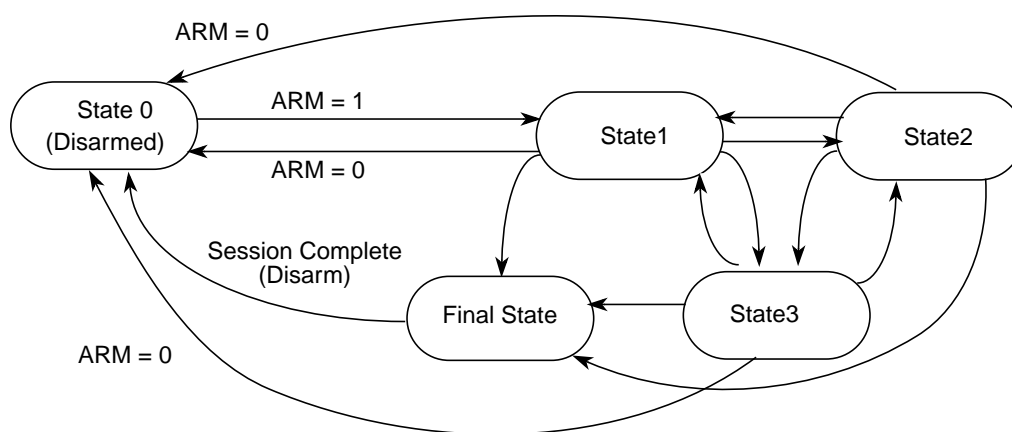 ARM = 0
State 0
(Disarmed)
ARM = 1
ARM = 0
State1
State2
Session Complete
(Disarm)
Final State
State3
ARM = 0